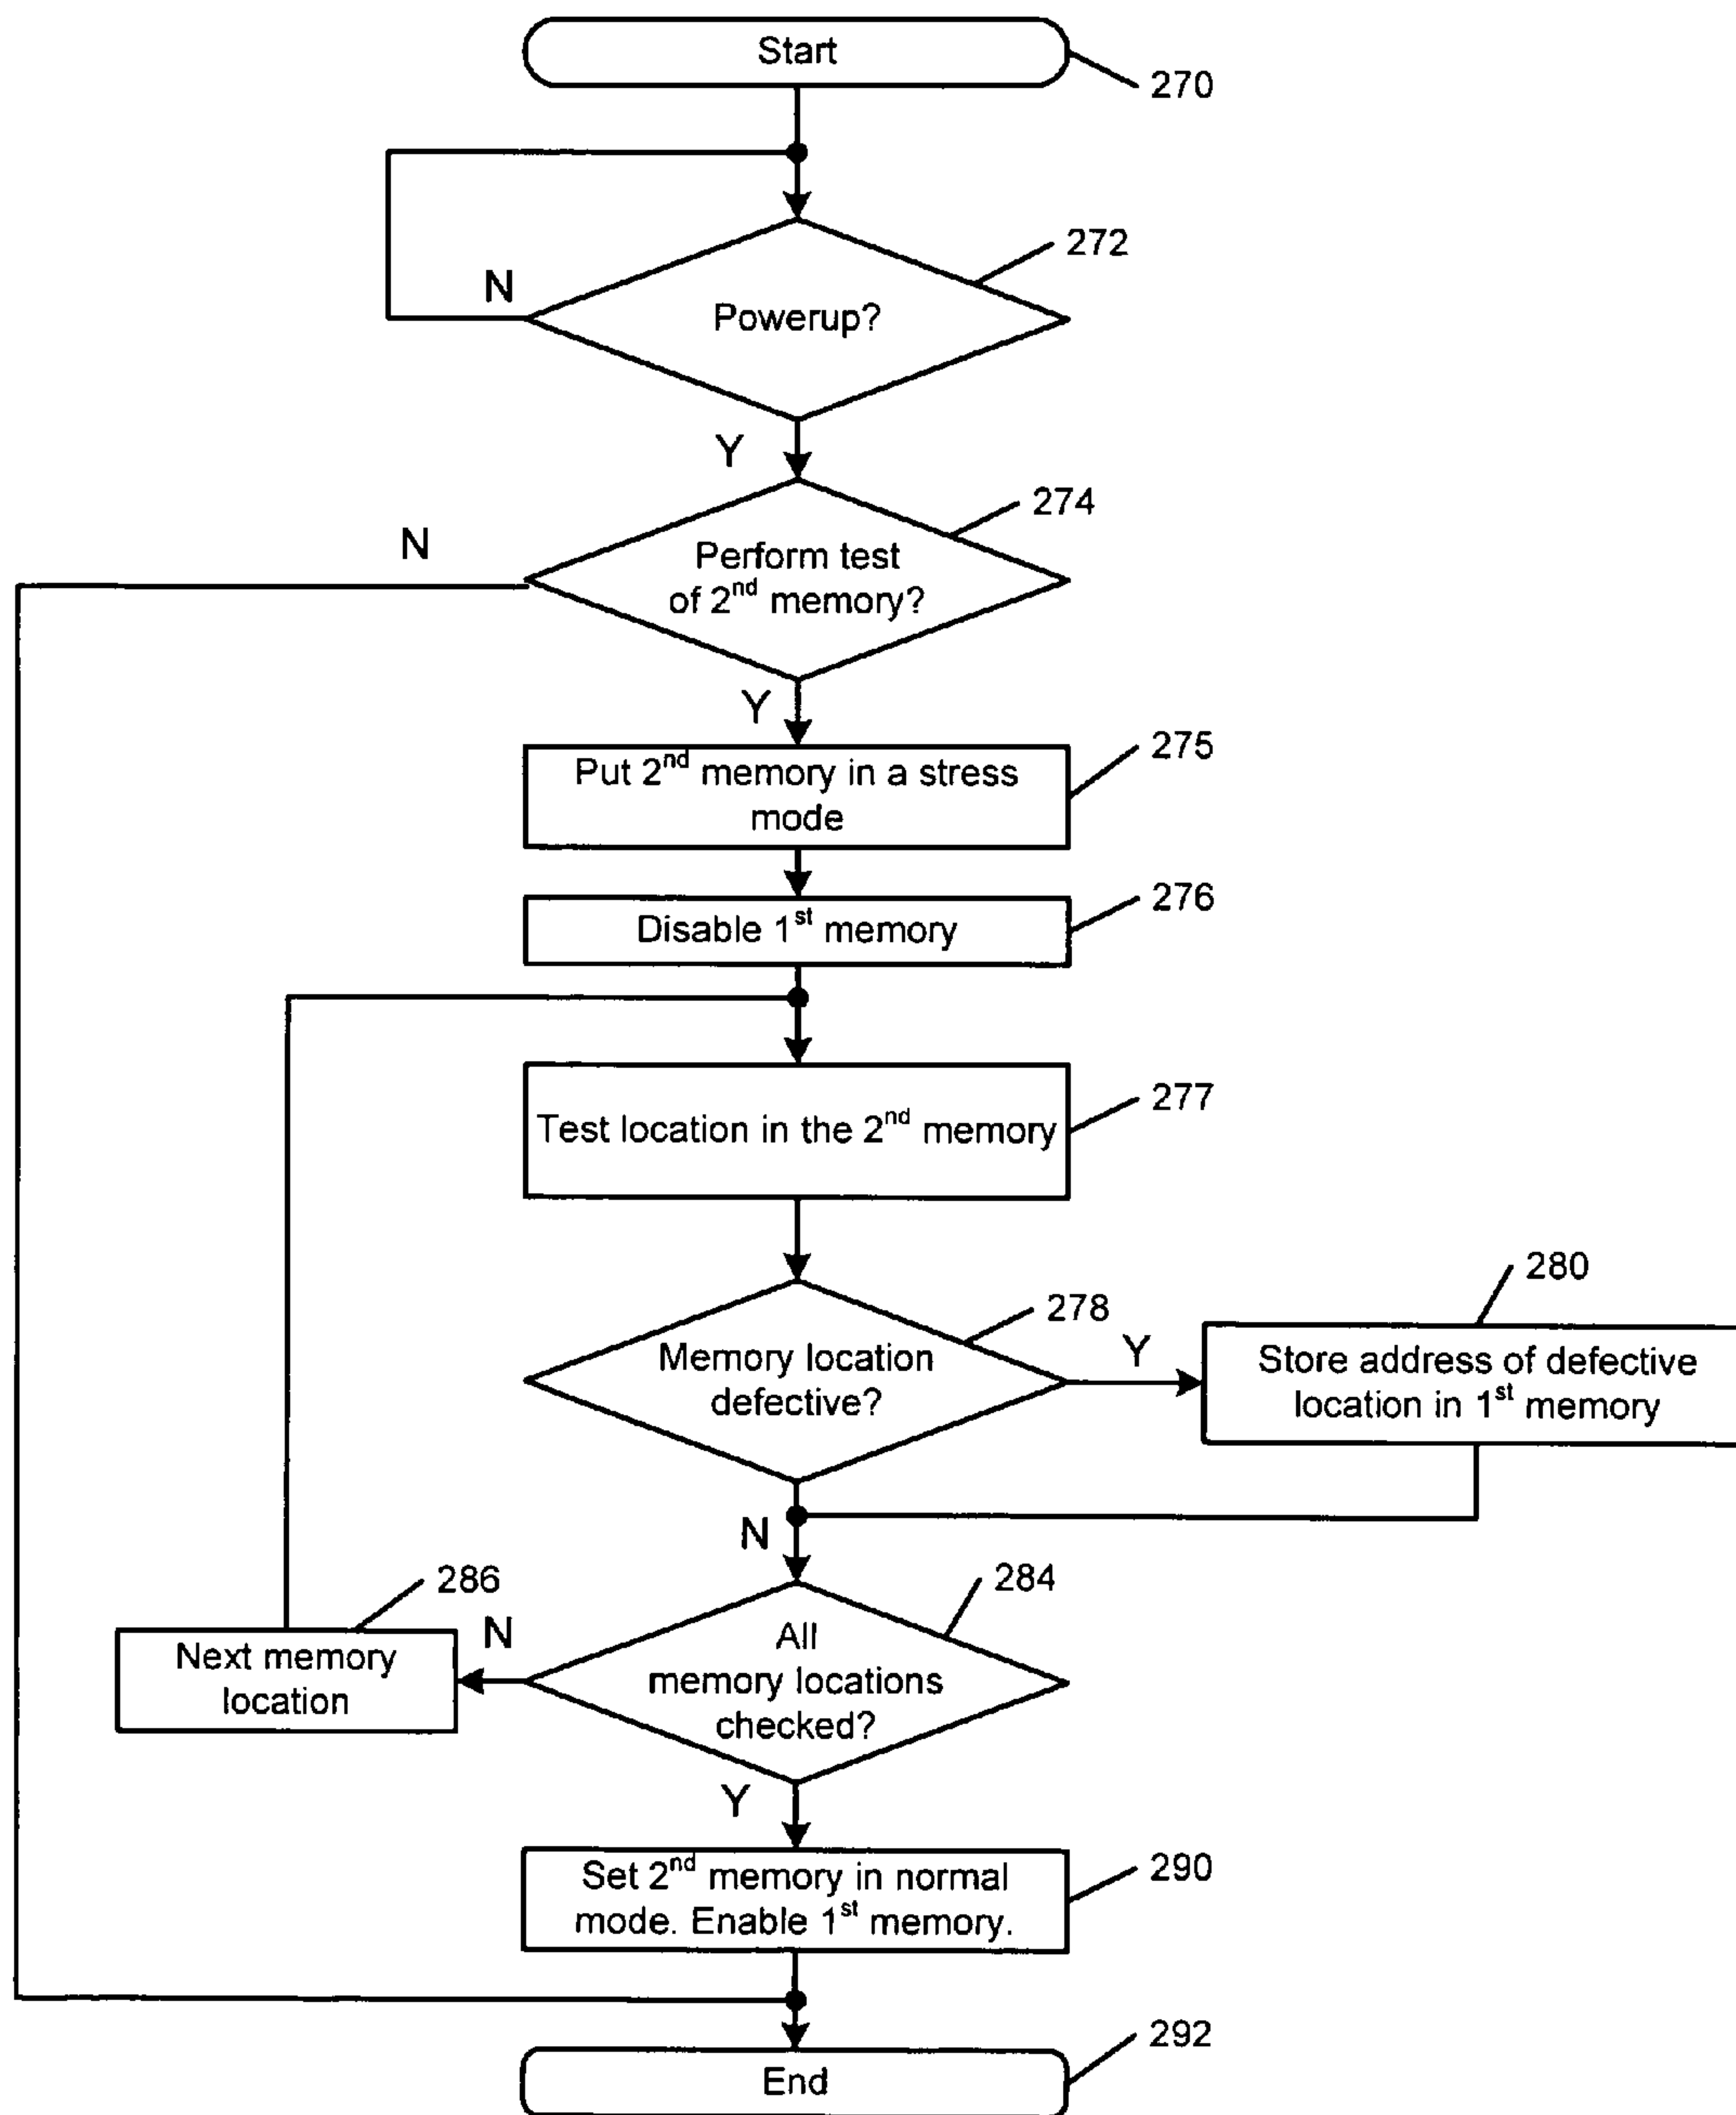 Start
270
272
N
Powerup?
Y
274
N
Perform test
of 2nd memory?
Y
275
Put 2nd memory in a stress
mode
276
Disable 1st memory
277
Test location in the 2nd memory
280
278
Y
Memory location
defective?
Store address of defective
location in 1st memory
N
286
284
N
All
memory locations
checked?
Next memory
location
Y
290
Set 2nd memory in normal
mode. Enable 1st memory.
292
End